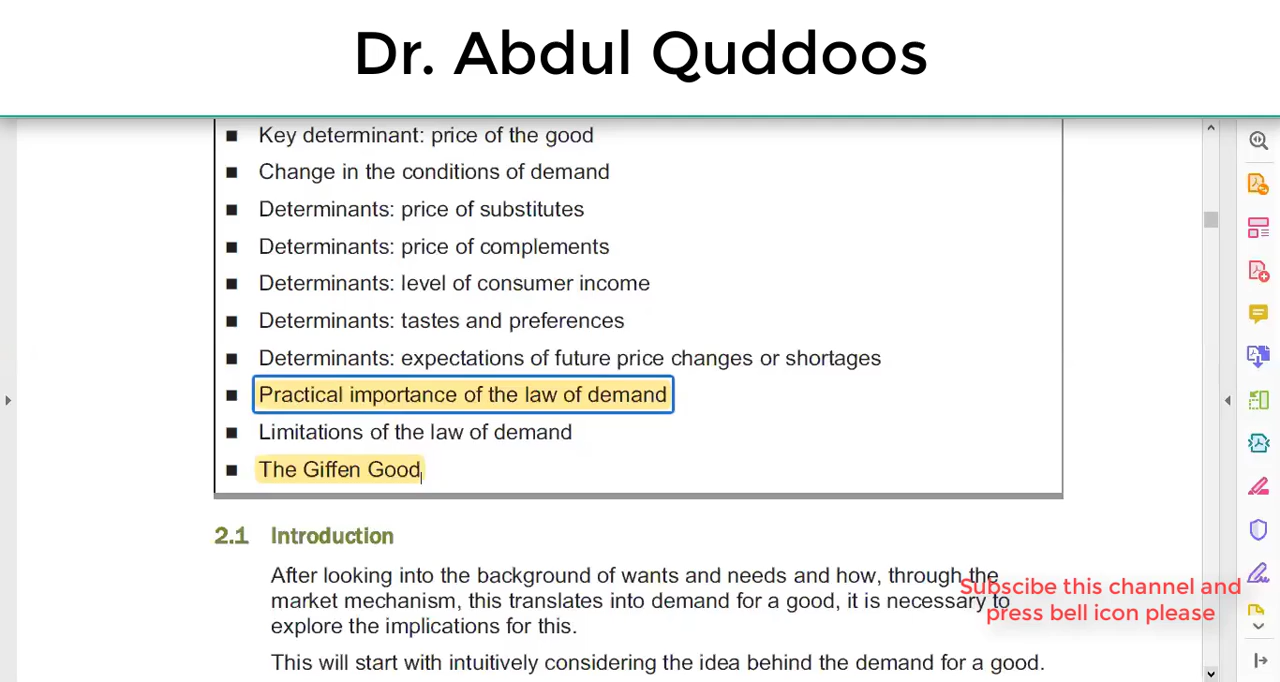 Dr. Abdul Quddoos
Key determinant: price of the good
Change in the conditions of demand
Determinants: price of substitutes
Determinants: price of complements
Determinants: level of consumer income
Determinants: tastes and preferences
Determinants: expectations of future price changes or shortages
Practical importance of the law of demand
Limitations of the law of demand
The Giffen Good
2.1 Introduction
After looking into the background of wants and needs and how, through the
market mechanism, this translates into demand for a good, it is necessary to
explore the implications for this.
This will start with intuitively considering the idea behind the demand for a good.
Subscibe this channel and
press bell icon please